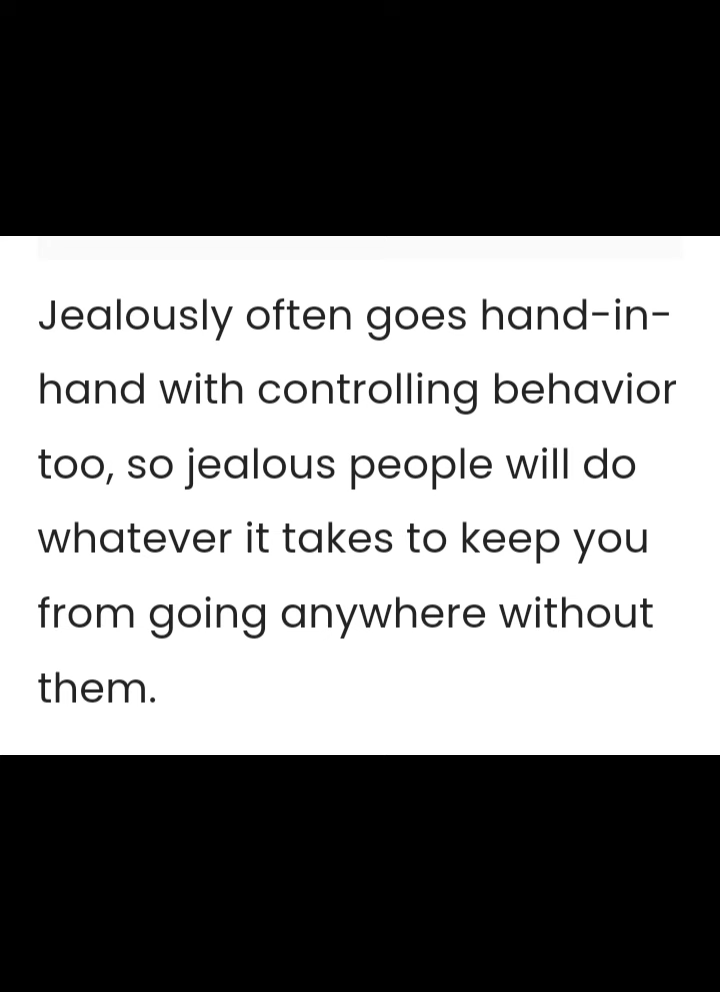 Jealously often goes hand-in-
hand with controlling behavior
too, so jealous people will do
whatever it takes to keep you
from going anywhere without
them.